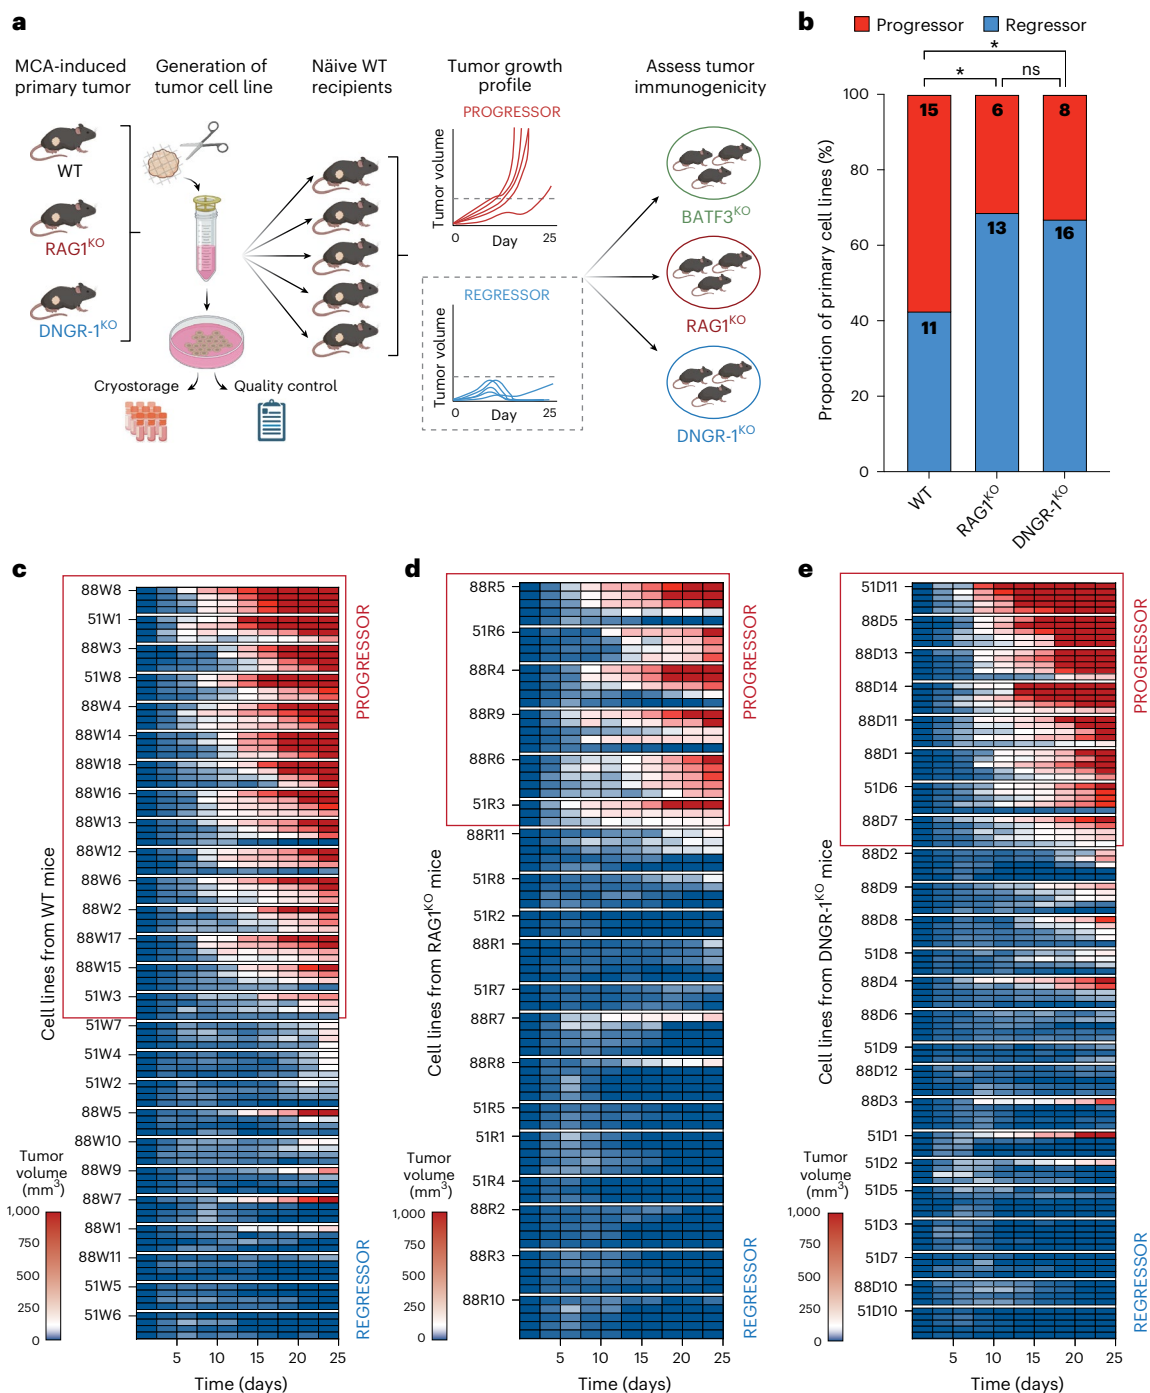 a
MCA-induced
primary tumor
Generation of
tumor cell line
Näive WT
recipients
Tumor growth
profile
Assess tumor
immunogenicity
WT
RAG1KO
DNGR-1KO
Cryostorage
Quality control
PROGRESSOR
Tumor volume
0
Day
25
REGRESSOR
Tumor volume
0
Day
25
BATF3KO
RAG1KO
DNGR-1KO
b
Progressor
Regressor
*
*
ns
Proportion of primary cell lines (%)
100
80
60
40
20
0
15
6
8
11
13
16
WT
RAG1KO
DNGR-1KO
c
Cell lines from WT mice
88W8
51W1
88W3
51W8
88W4
88W14
88W18
88W16
88W13
88W12
88W6
88W2
88W17
88W15
51W3
51W7
51W4
51W2
88W5
88W10
88W9
88W7
88W1
88W11
51W5
51W6
PROGRESSOR
REGRESSOR
Tumor
volume
(mm3)
1,000
750
500
250
0
5
10
15
20
25
Time (days)
d
Cell lines from RAG1KO mice
88R5
51R6
88R4
88R9
88R6
51R3
88R11
51R8
51R2
88R1
51R7
88R7
88R8
51R5
51R1
51R4
88R2
88R3
88R10
PROGRESSOR
REGRESSOR
Tumor
volume
(mm3)
1,000
750
500
250
0
5
10
15
20
25
Time (days)
e
Cell lines from DNGR-1KO mice
51D11
88D5
88D13
88D14
88D11
88D1
51D6
88D7
88D2
88D9
88D8
51D8
88D4
88D6
51D9
88D12
88D3
51D1
51D2
51D5
51D3
51D7
88D10
51D10
PROGRESSOR
REGRESSOR
Tumor
volume
(mm3)
1,000
750
500
250
0
5
10
15
20
25
Time (days)